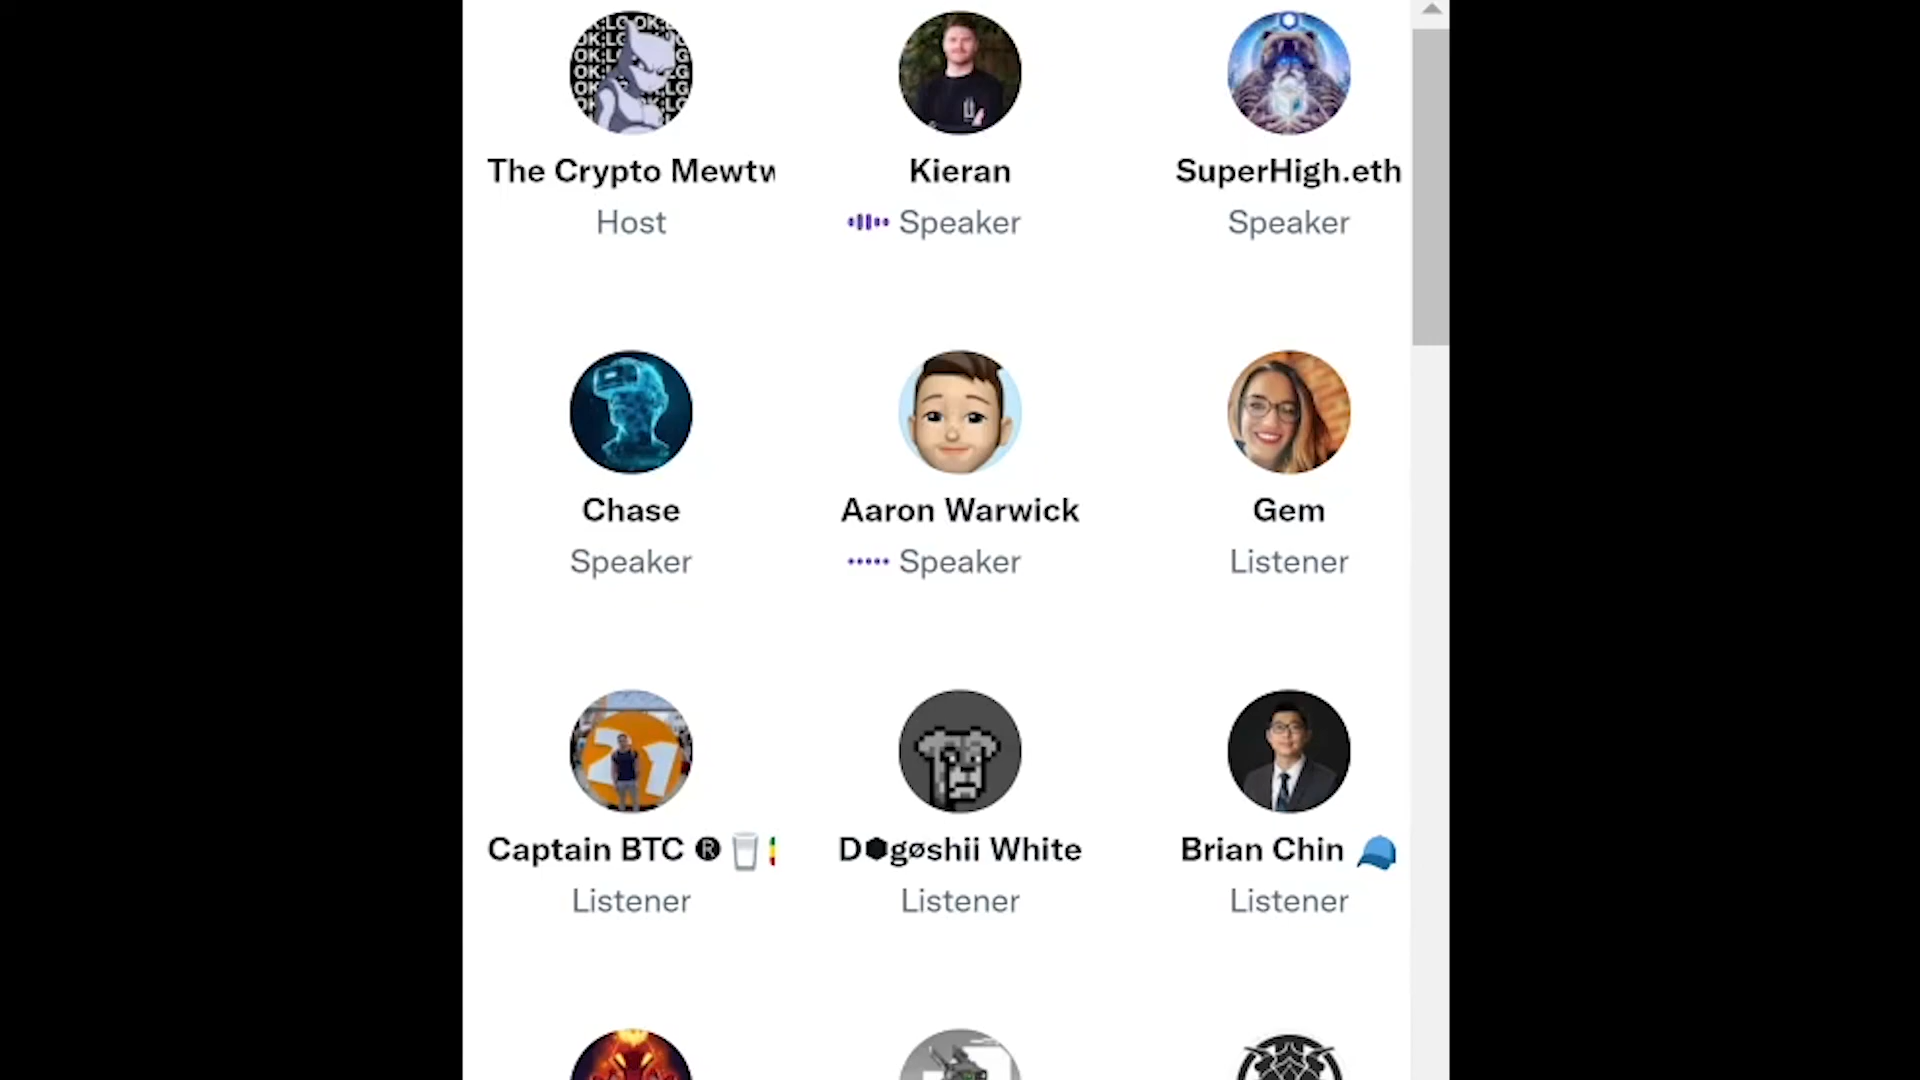 The Crypto Mewtw
Kieran
SuperHigh.eth
Host
Speaker
Speaker
Chase
Aaron Warwick
Gem
Speaker
Speaker
Listener
21
Captain BTC ®
D⬢gøshii White
Brian Chin
Listener
Listener
Listener